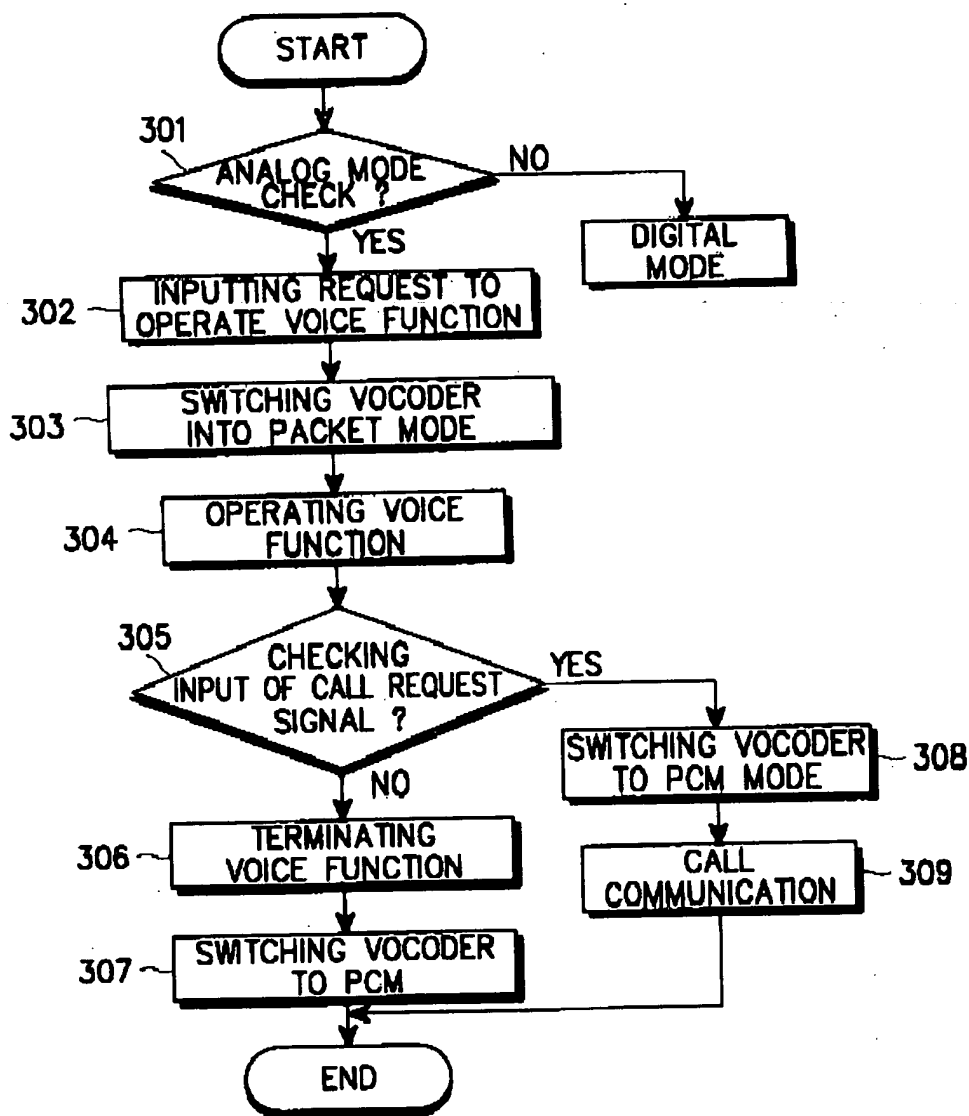 START
301
ANALOG MODE
CHECK ?
NO
YES
DIGITAL
MODE
302
INPUTTING REQUEST TO
OPERATE VOICE FUNCTION
303
SWITCHING VOCODER
INTO PACKET MODE
304
OPERATING VOICE
FUNCTION
305
CHECKING
INPUT OF CALL REQUEST
SIGNAL ?
YES
NO
SWITCHING VOCODER
TO PCM MODE
308
306
TERMINATING
VOICE FUNCTION
CALL
COMMUNICATION
309
307
SWITCHING VOCODER
TO PCM
END